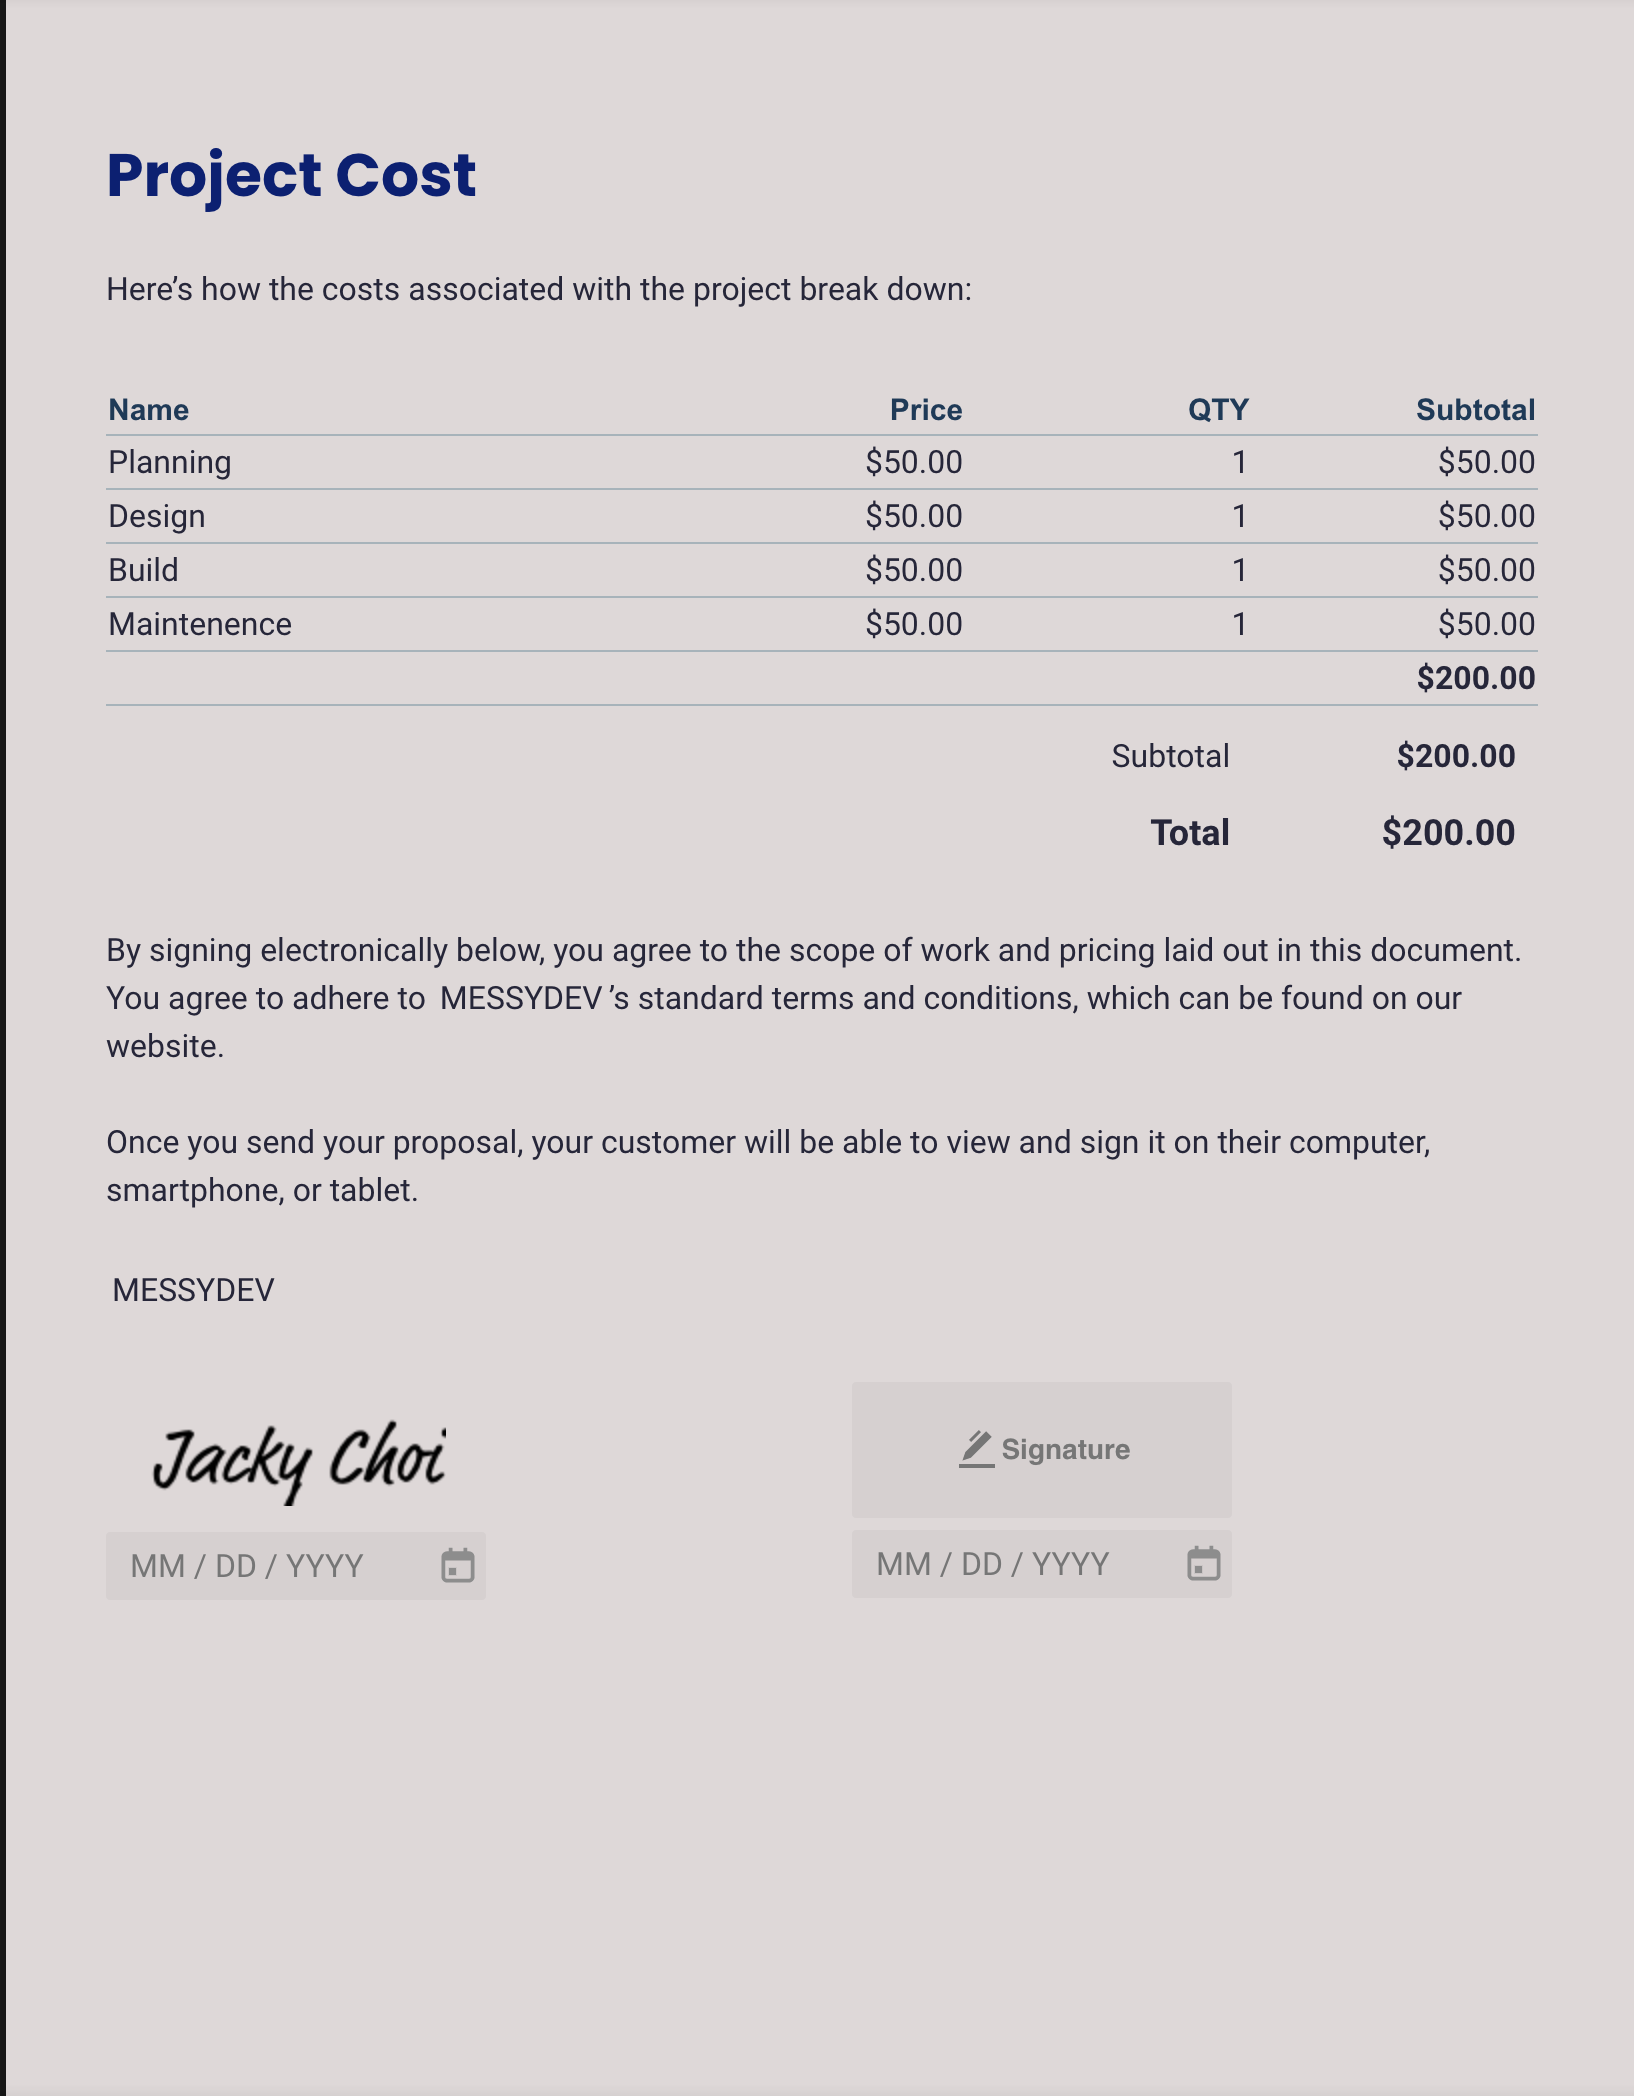 Project Cost
Here’s how the costs associated with the project break down:
Name Price QTY Subtotal
Planning $50.00 1 $50.00
Design $50.00 1 $50.00
Build $50.00 1 $50.00
Maintenence $50.00 1 $50.00
$200.00
Subtotal $200.00
Total $200.00
By signing electronically below, you agree to the scope of work and pricing laid out in this document.
You agree to adhere to MESSYDEV ’s standard terms and conditions, which can be found on our
website.
Once you send your proposal, your customer will be able to view and sign it on their computer,
smartphone, or tablet.
MESSYDEV
Jacky Choi
Signature
MM / DD / YYYY MM / DD / YYYY